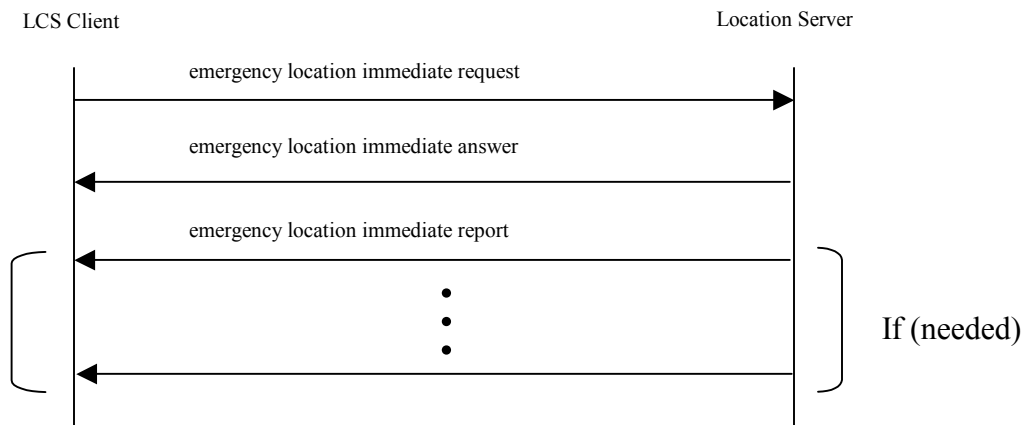 LCS Client
Location Server
emergency location immediate request
emergency location immediate answer
emergency location immediate report
If (needed)